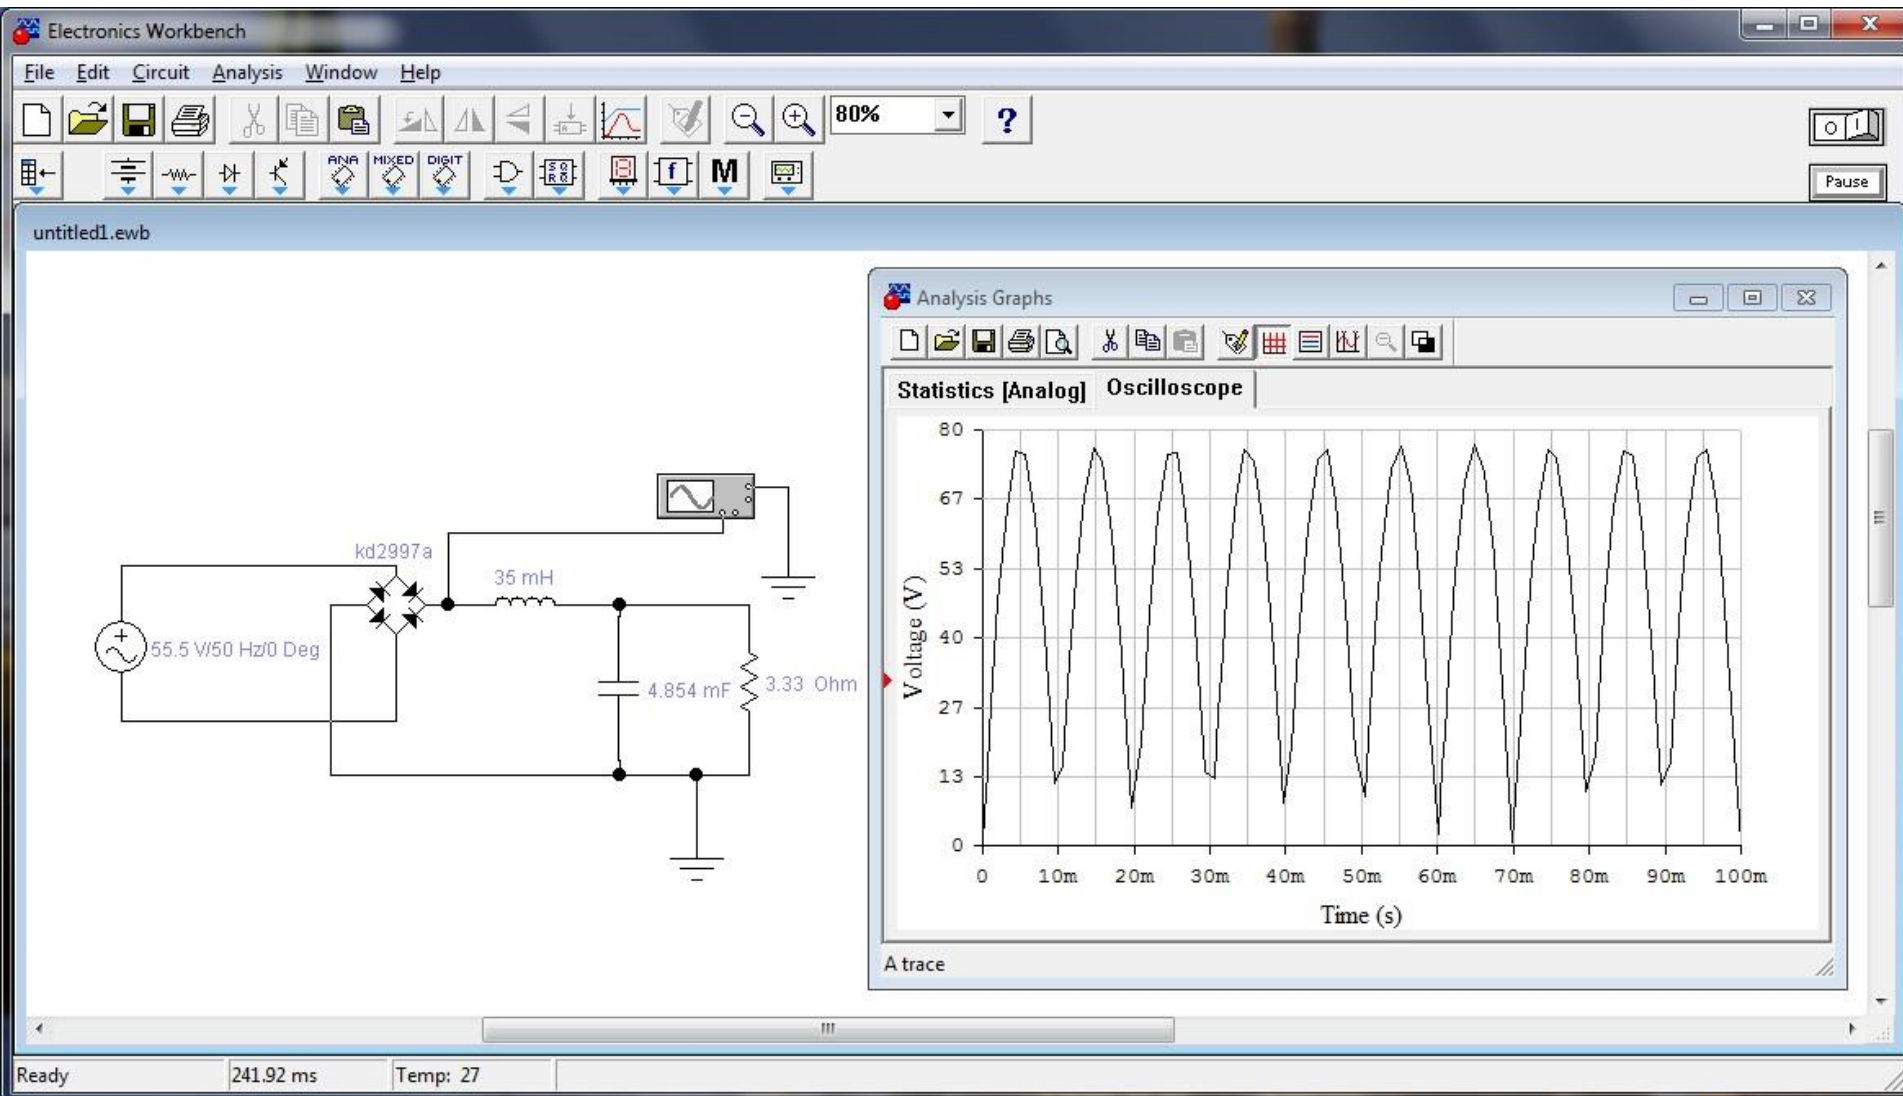 Electronics Workbench
File Edit Circuit Analysis Window Help
80% ?
O I
ANA MIXED DIGIT
f M
Pause
untitled1.ewb
Analysis Graphs
Statistics [Analog] Oscilloscope
80
67
53
40
27
13
0
Voltage (V)
0 10m 20m 30m 40m 50m 60m 70m 80m 90m 100m
Time (s)
A trace
kd2997a
35 mH
55.5 V/50 Hz/0 Deg
4.854 mF
3.33 Ohm
Ready 241.92 ms Temp: 27